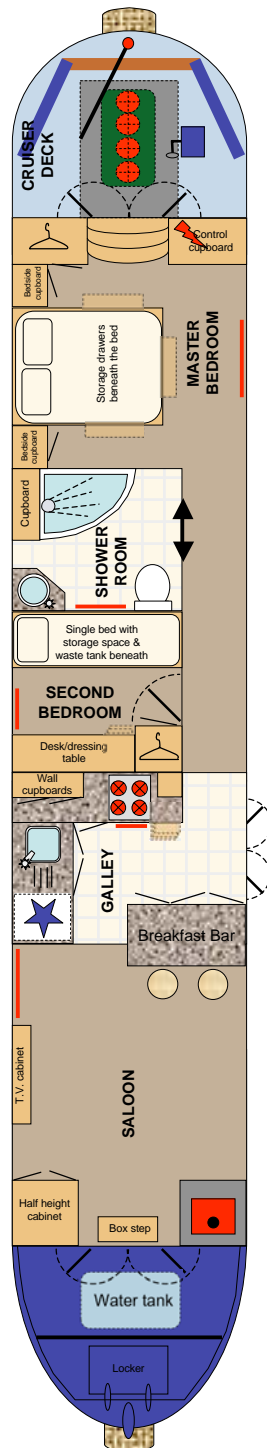 CRUISER
DECK
Control
cupboard
Bedside
cupboard
Storage drawers
beneath the bed
MASTER
BEDROOM
Bedside
cupboard
Cupboard
SHOWER
ROOM
Single bed with
storage space &
waste tank beneath
SECOND
BEDROOM
Desk/dressing
table
Wall
cupboards
GALLEY
Breakfast Bar
T.V. cabinet
SALOON
Half height
cabinet
Box step
Water tank
Locker